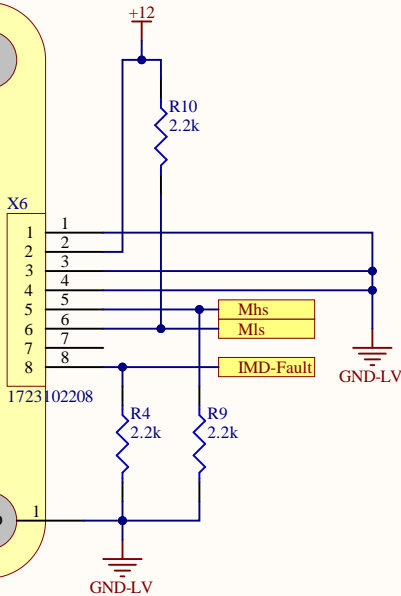 +12
R10
2.2k
X6
1 1
2 2
3 3
4 4
5 5 Mhs
6 6 Mls
7 7
8 8 IMD-Fault
GND-LV
1723102208
R4
2.2k
R9
2.2k
1
GND-LV